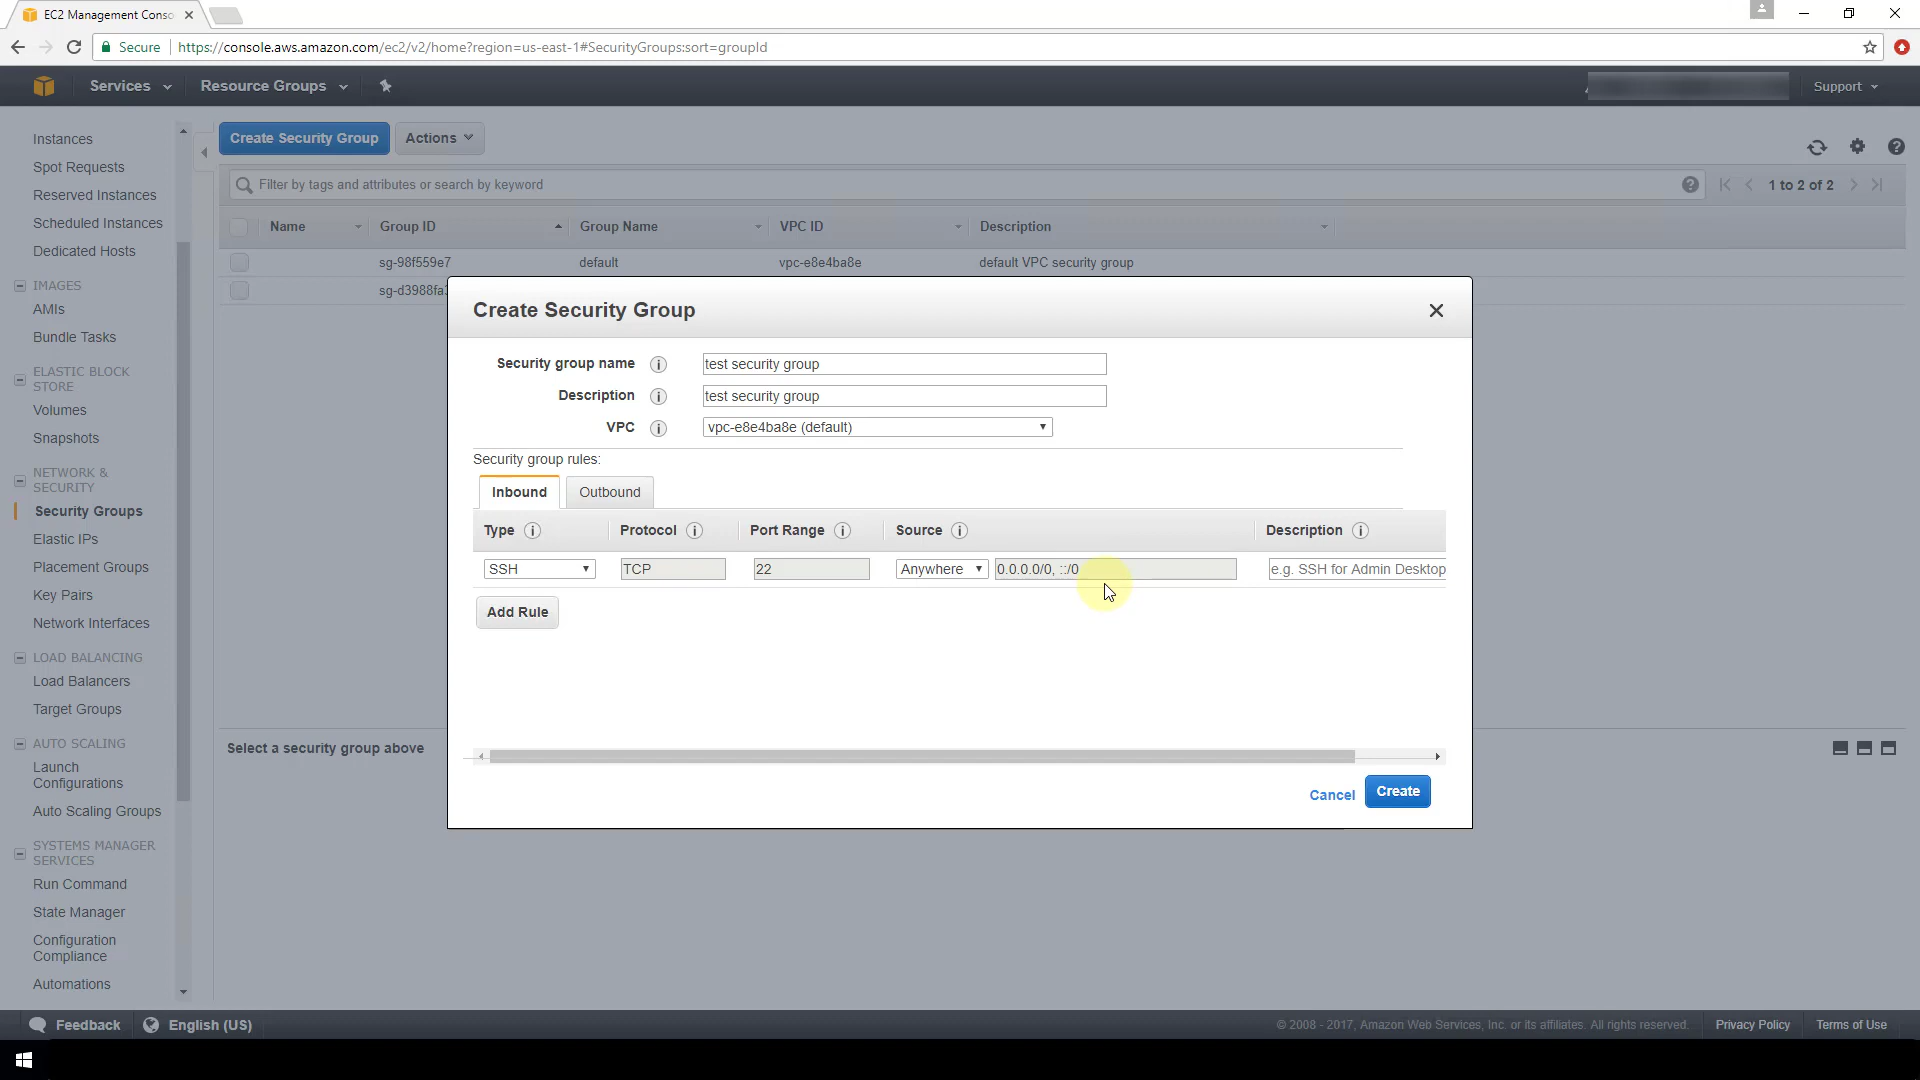 EC2 Management Conso
Secure
https://console.aws.amazon.com/ec2/v2/home?region=us-east-1#SecurityGroups:sort=groupId
Services
Resource Groups
Support
Instances
Spot Requests
Reserved Instances
Scheduled Instances
Dedicated Hosts
IMAGES
AMIs
Bundle Tasks
ELASTIC BLOCK
STORE
Volumes
Snapshots
NETWORK &
SECURITY
Security Groups
Elastic IPs
Placement Groups
Key Pairs
Network Interfaces
LOAD BALANCING
Load Balancers
Target Groups
AUTO SCALING
Launch
Configurations
Auto Scaling Groups
SYSTEMS MANAGER
SERVICES
Run Command
State Manager
Configuration
Compliance
Automations
Create Security Group Actions
Filter by tags and attributes or search by keyword
1 to 2 of 2
Name Group ID Group Name VPC ID Description
sg-98f559e7 default vpc-e8e4ba8e default VPC security group
sg-d3988fa
Create Security Group
Security group name test security group
Description test security group
VPC vpc-e8e4ba8e (default)
Security group rules:
Inbound Outbound
Type Protocol Port Range Source Description
SSH TCP 22 Anywhere 0.0.0.0/0, ::/0 e.g. SSH for Admin Desktop
Add Rule
Cancel Create
Select a security group above
Feedback English (US)
© 2008 - 2017, Amazon Web Services, Inc. or its affiliates. All rights reserved. Privacy Policy Terms of Use